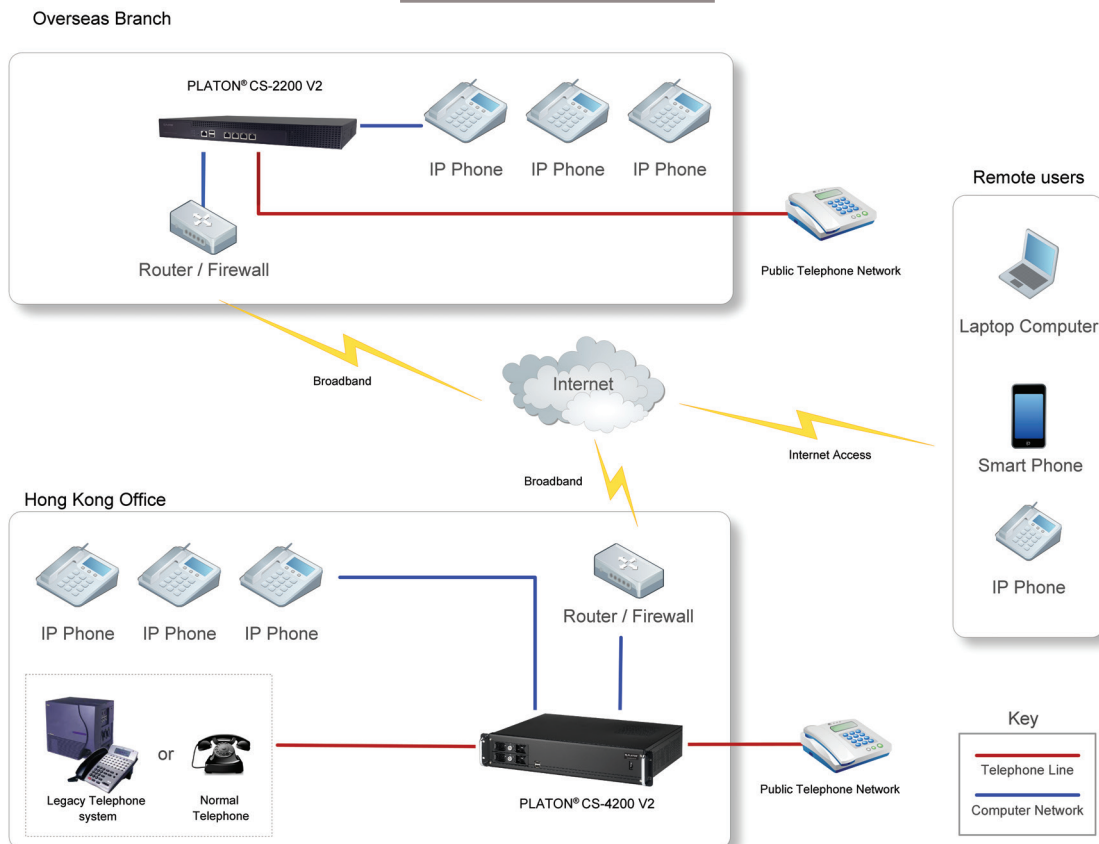 Overseas Branch
PLATON® CS-2200 V2
IP Phone
IP Phone
IP Phone
Router / Firewall
Public Telephone Network
Remote users
Laptop Computer
Smart Phone
IP Phone
Broadband
Internet
Internet Access
Broadband
Hong Kong Office
IP Phone
IP Phone
IP Phone
Router / Firewall
Legacy Telephone
system
or
Normal
Telephone
PLATON® CS-4200 V2
Public Telephone Network
Key
Telephone Line
Computer Network